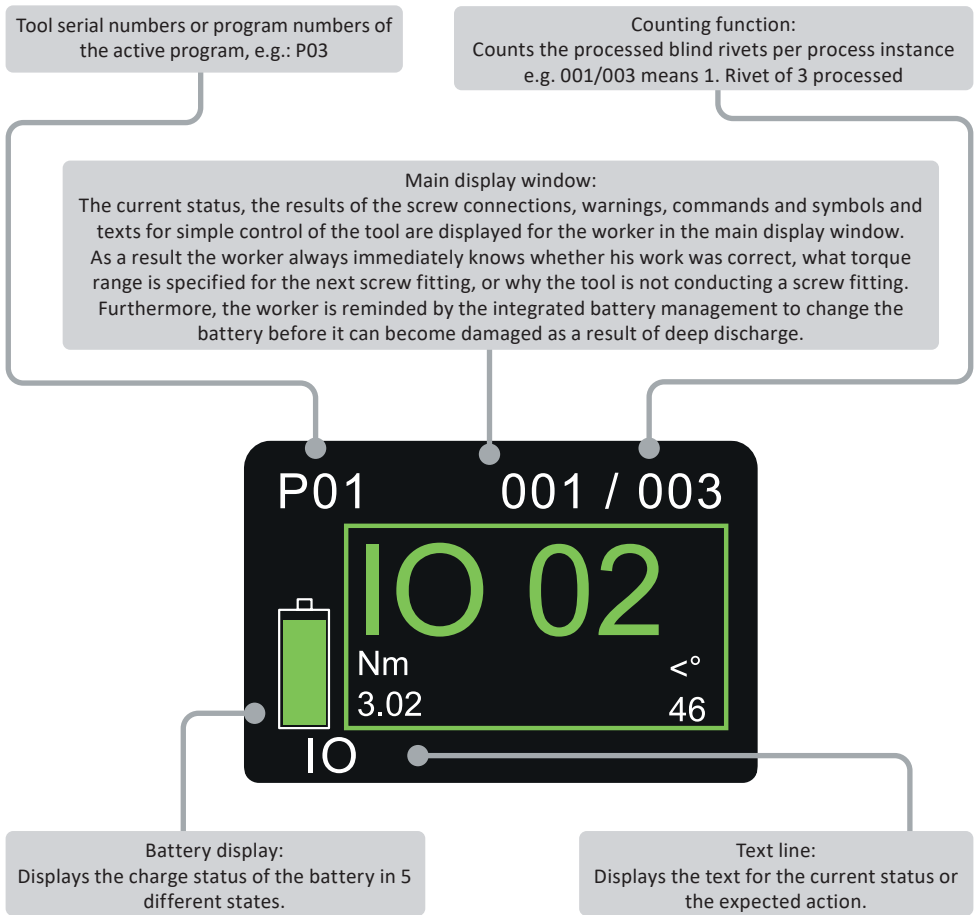 Tool serial numbers or program numbers of
the active program, e.g.: P03
Counting function:
Counts the processed blind rivets per process instance
e.g. 001/003 means 1. Rivet of 3 processed
Main display window:
The current status, the results of the screw connections, warnings, commands and symbols and
texts for simple control of the tool are displayed for the worker in the main display window.
As a result the worker always immediately knows whether his work was correct, what torque
range is specified for the next screw fitting, or why the tool is not conducting a screw fitting.
Furthermore, the worker is reminded by the integrated battery management to change the
battery before it can become damaged as a result of deep discharge.
P01 001 / 003
IO 02
Nm <°
3.02 46
IO
Battery display:
Displays the charge status of the battery in 5
different states.
Text line:
Displays the text for the current status or
the expected action.